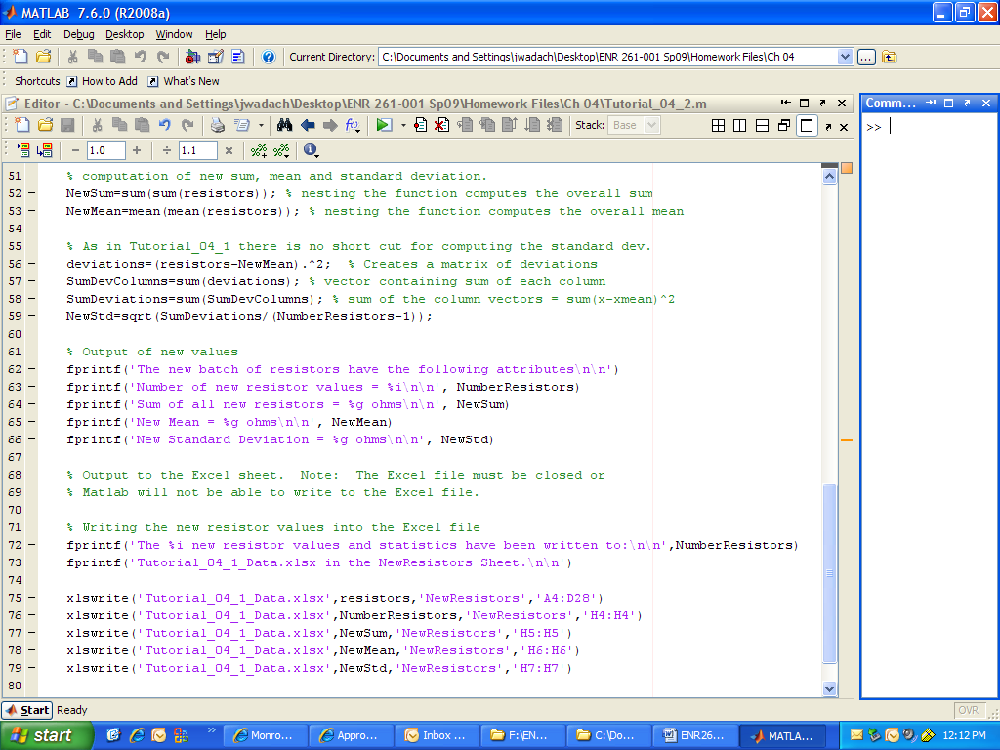 MATLAB 7.6.0 (R2008a)
File Edit Debug Desktop Window Help
Current Directory: C:\Documents and Settings\jwadach\Desktop\ENR 261-001 Sp09\Homework Files\Ch 04
Shortcuts How to Add What's New
Editor - C:\Documents and Settings\jwadach\Desktop\ENR 261-001 Sp09\Homework Files\Ch 04\Tutorial_04_2.m
Comm...
Stack: Base
>>
− 1.0 + ÷ 1.1 ×
51 % computation of new sum, mean and standard deviation.
52 – NewSum=sum(sum(resistors)); % nesting the function computes the overall sum
53 – NewMean=mean(mean(resistors)); % nesting the function computes the overall mean
54
55 % As in Tutorial_04_1 there is no short cut for computing the standard dev.
56 – deviations=(resistors-NewMean).^2;  % Creates a matrix of deviations
57 – SumDevColumns=sum(deviations); % vector containing sum of each column
58 – SumDeviations=sum(SumDevColumns); % sum of the column vectors = sum(x-xmean)^2
59 – NewStd=sqrt(SumDeviations/(NumberResistors-1));
60
61 % Output of new values
62 – fprintf('The new batch of resistors have the following attributes\n\n')
63 – fprintf('Number of new resistor values = %i\n\n', NumberResistors)
64 – fprintf('Sum of all new resistors = %g ohms\n\n', NewSum)
65 – fprintf('New Mean = %g ohms\n\n', NewMean)
66 – fprintf('New Standard Deviation = %g ohms\n\n', NewStd)
67
68 % Output to the Excel sheet.  Note:  The Excel file must be closed or
69 % Matlab will not be able to write to the Excel file.
70
71 % Writing the new resistor values into the Excel file
72 – fprintf('The %i new resistor values and statistics have been written to:\n\n',NumberResistors)
73 – fprintf('Tutorial_04_1_Data.xlsx in the NewResistors Sheet.\n\n')
74
75 – xlswrite('Tutorial_04_1_Data.xlsx',resistors,'NewResistors','A4:D28')
76 – xlswrite('Tutorial_04_1_Data.xlsx',NumberResistors,'NewResistors','H4:H4')
77 – xlswrite('Tutorial_04_1_Data.xlsx',NewSum,'NewResistors','H5:H5')
78 – xlswrite('Tutorial_04_1_Data.xlsx',NewMean,'NewResistors','H6:H6')
79 – xlswrite('Tutorial_04_1_Data.xlsx',NewStd,'NewResistors','H7:H7')
80
Start Ready
OVR
start Monro... Appro... Inbox ... F:\EN... C:\Do... ENR26... MATLA... 12:12 PM